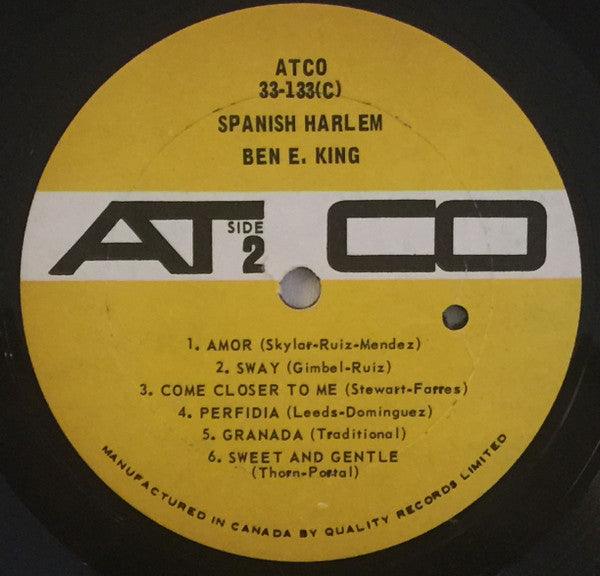 ATCO
33-133(C)
SPANISH HARLEM
BEN E. KING
ATCO
SIDE
2
1. AMOR (Skylar-Ruiz-Mendez)
2. SWAY (Gimbel-Ruiz)
3. COME CLOSER TO ME (Stewart-Farres)
4. PERFIDIA (Leeds-Dominguez)
5. GRANADA (Traditional)
6. SWEET AND GENTLE
(Thorn-Portal)
MANUFACTURED IN CANADA BY QUALITY RECORDS LIMITED